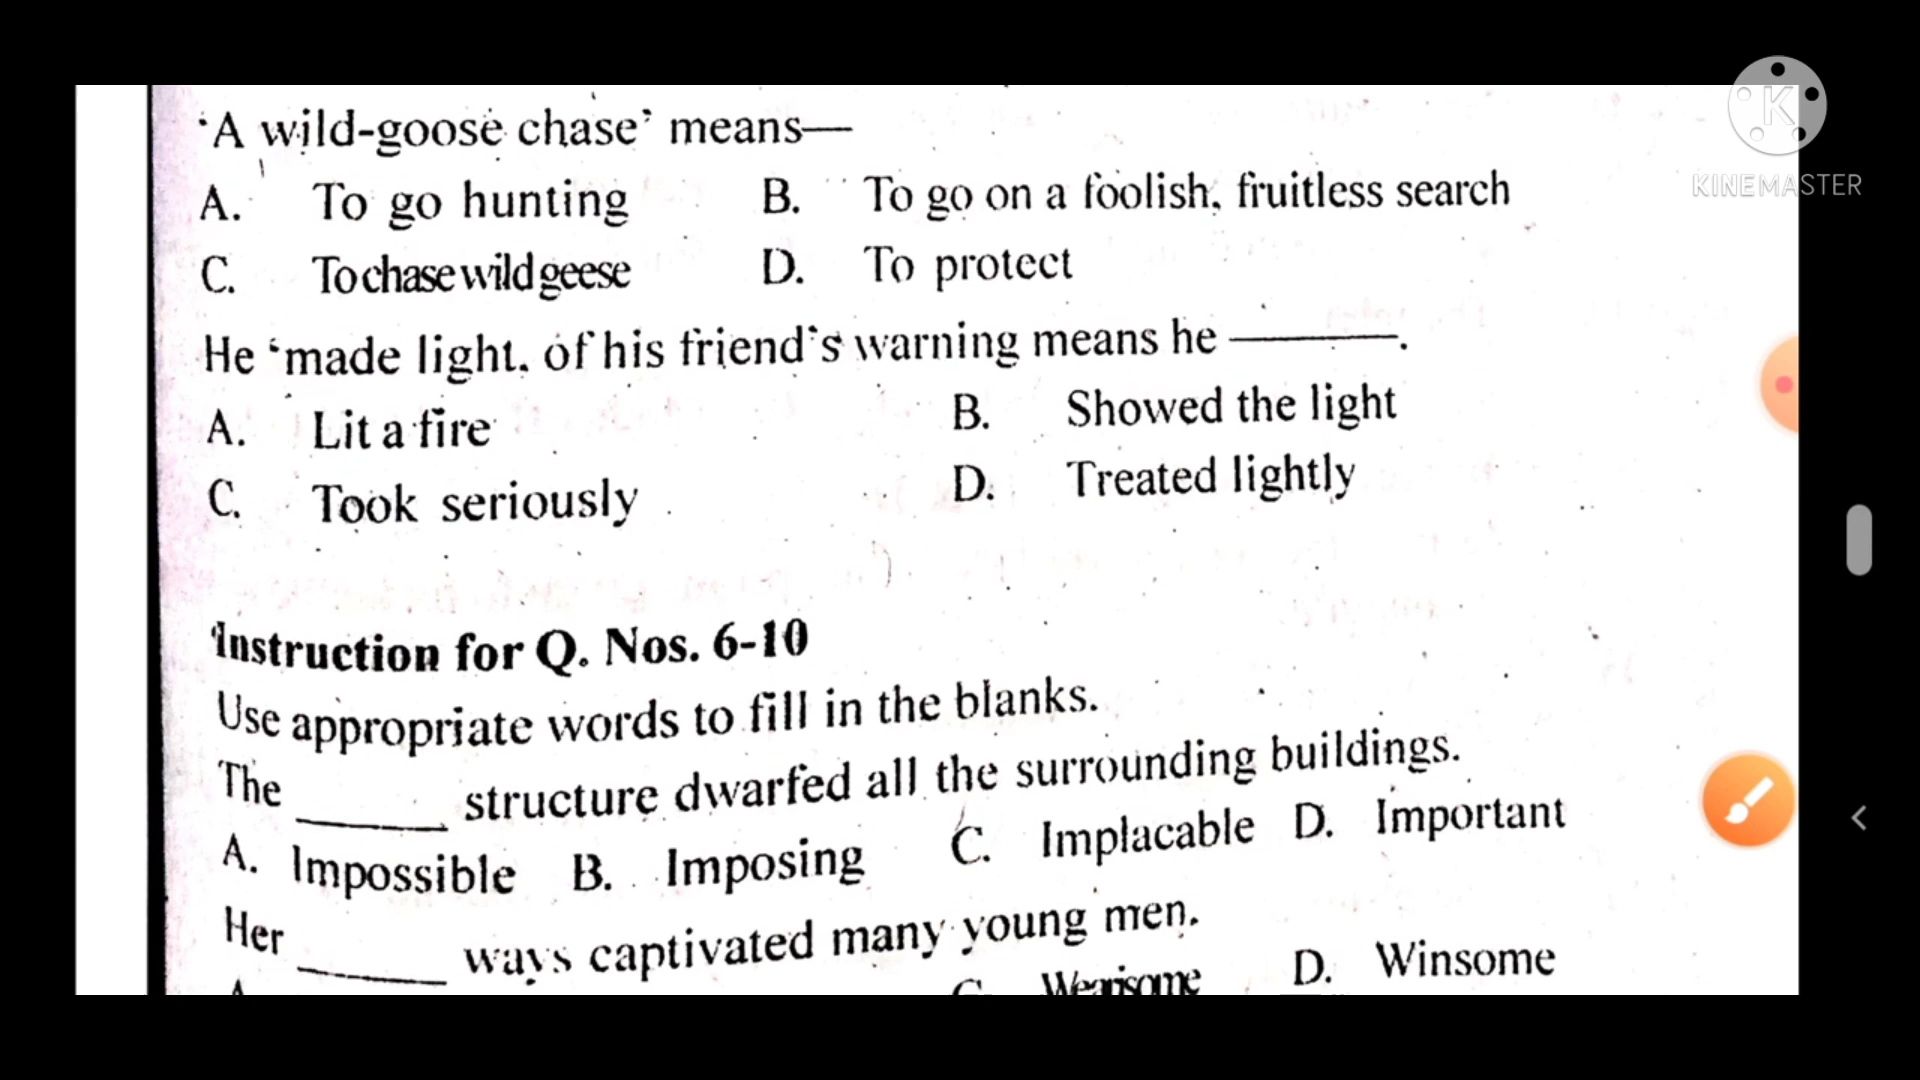 'A wild-goose chase' means—
A. To go hunting B. To go on a foolish, fruitless search
C. To chase wild geese D. To protect
He 'made light. of his friend's warning means he ———.
A. Lit a fire B. Showed the light
C. Took seriously D. Treated lightly
Instruction for Q. Nos. 6-10
Use appropriate words to fill in the blanks.
The ______ structure dwarfed all the surrounding buildings.
A. Impossible B. Imposing C. Implacable D. Important
Her ______ ways captivated many young men.
C. Wearisome D. Winsome
K
KINEMASTER